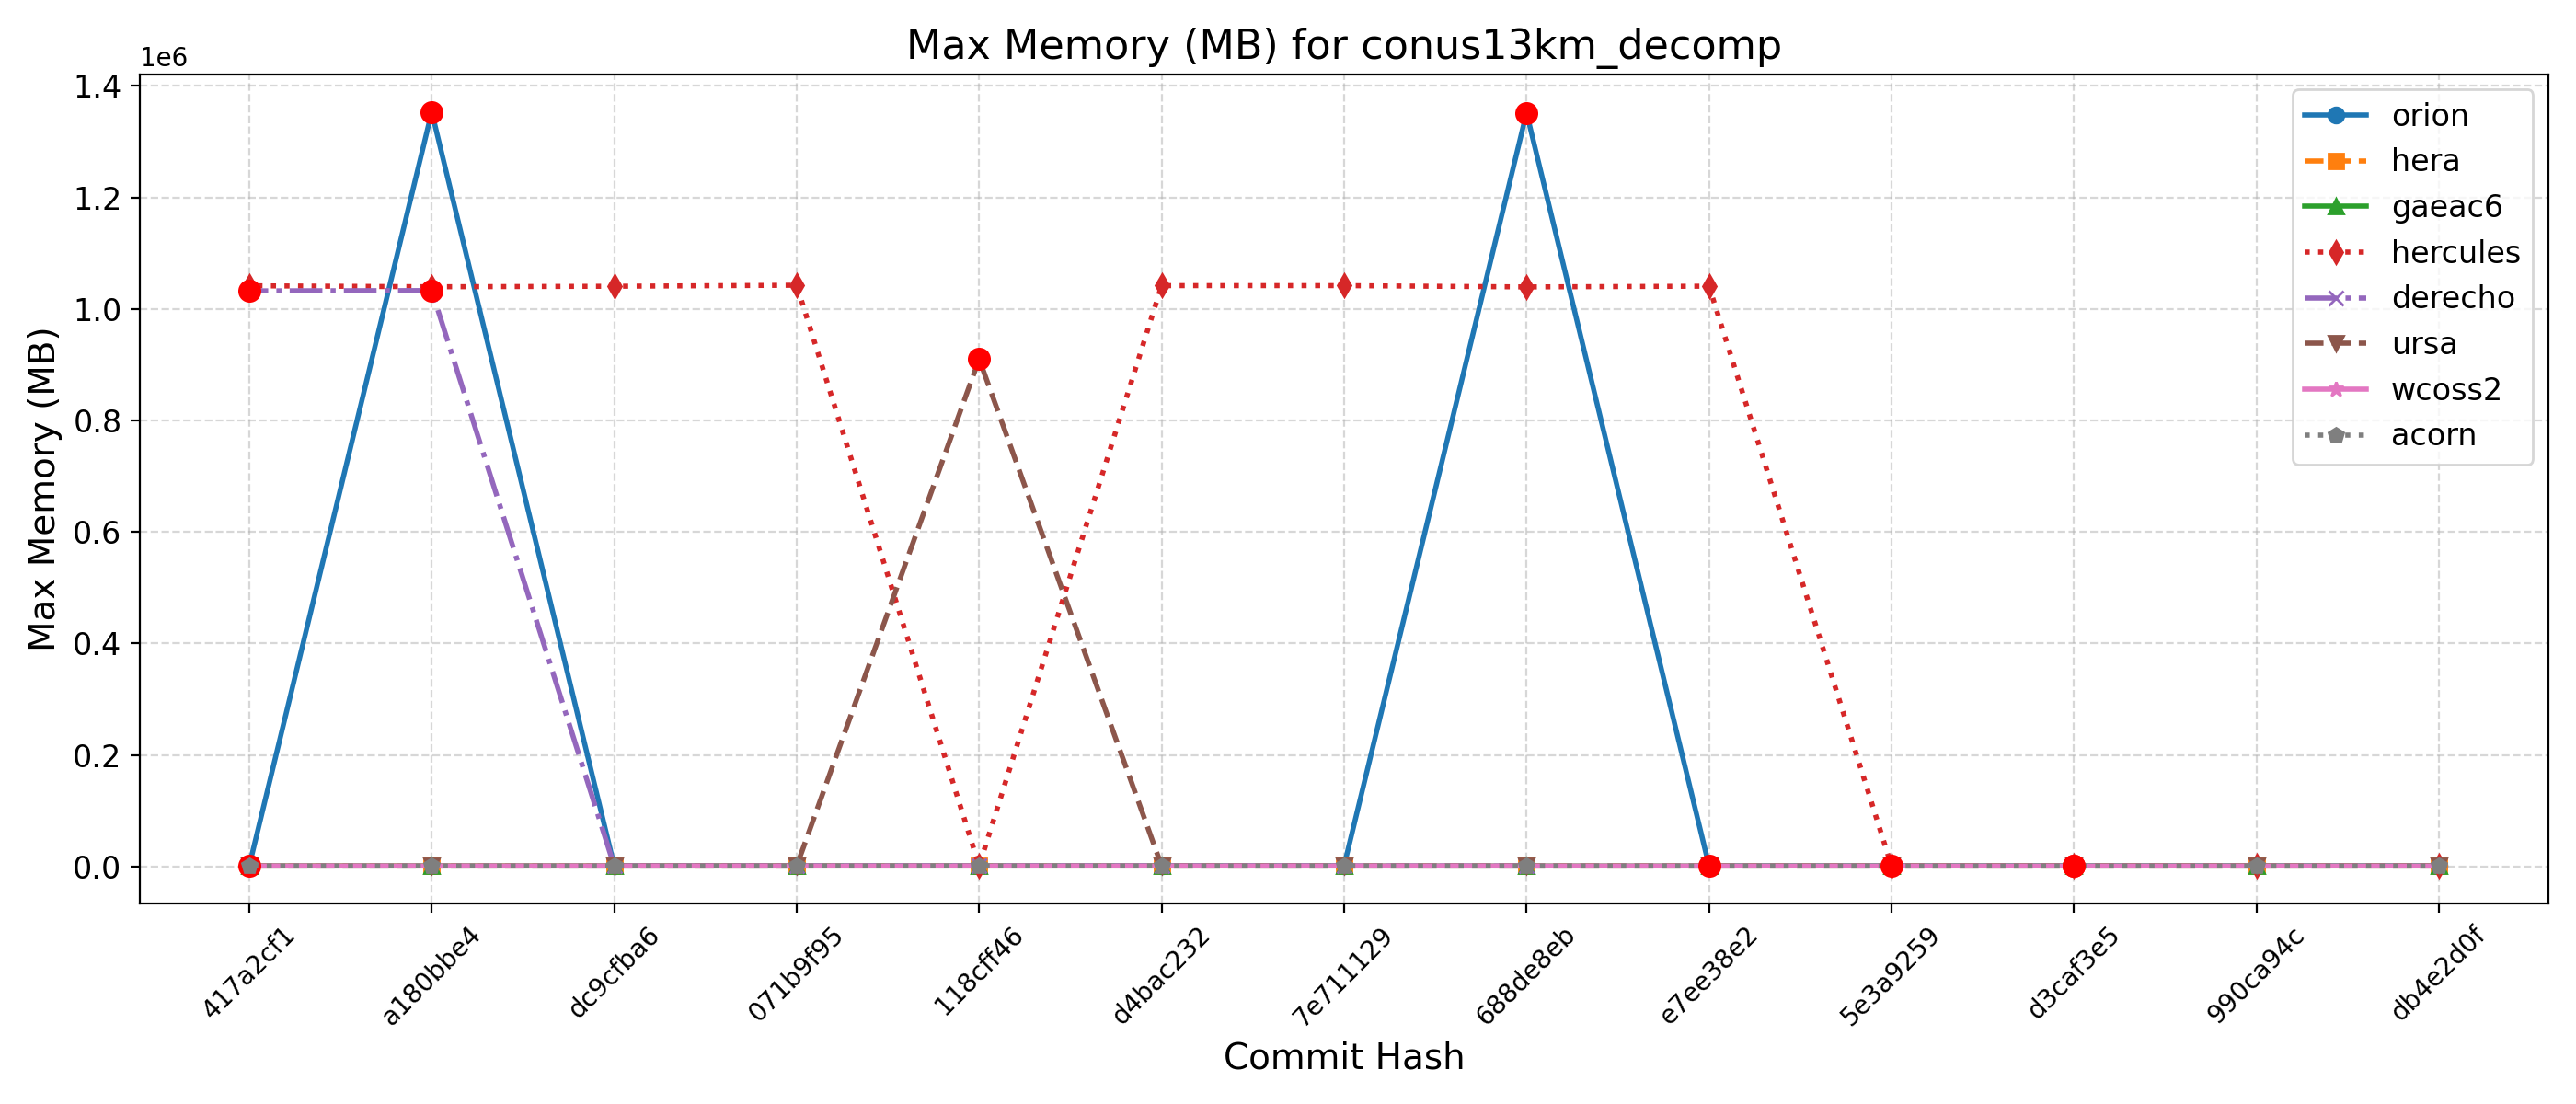 Max Memory (MB) for conus13km_decomp
1e6
1.4
1.2
1.0
0.8
0.6
0.4
0.2
0.0
Max Memory (MB)
orion
hera
gaeac6
hercules
derecho
ursa
wcoss2
acorn
417a2cf1
a180bbe4
dc9cfba6
071b9f95
118cff46
d4bac232
7e711129
688de8eb
e7ee38e2
5e3a9259
d3caf3e5
990ca94c
db4e2d0f
Commit Hash